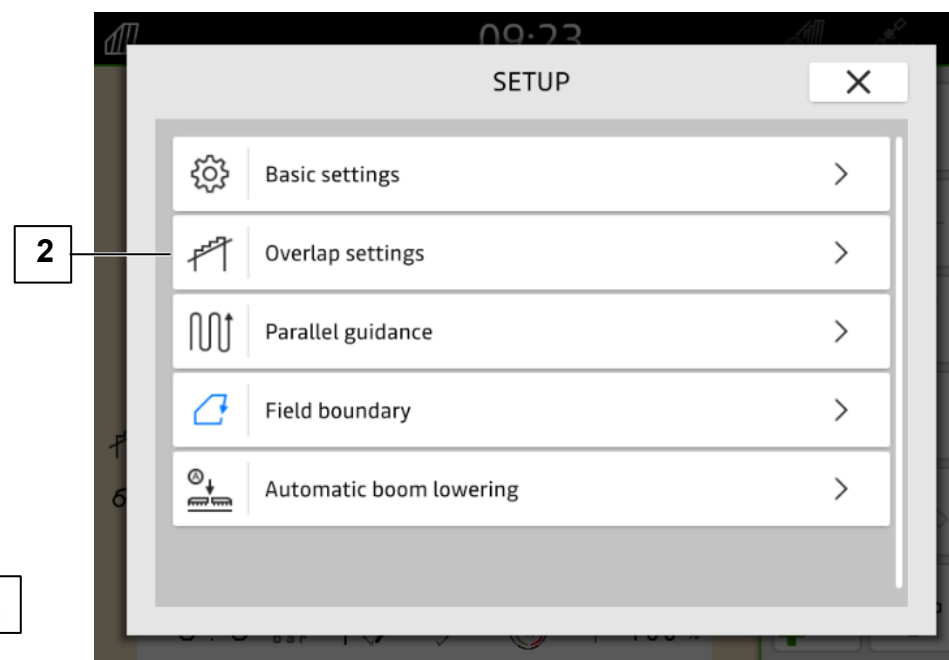 09:23
SETUP
Basic settings
2
Overlap settings
Parallel guidance
Field boundary
A
Automatic boom lowering